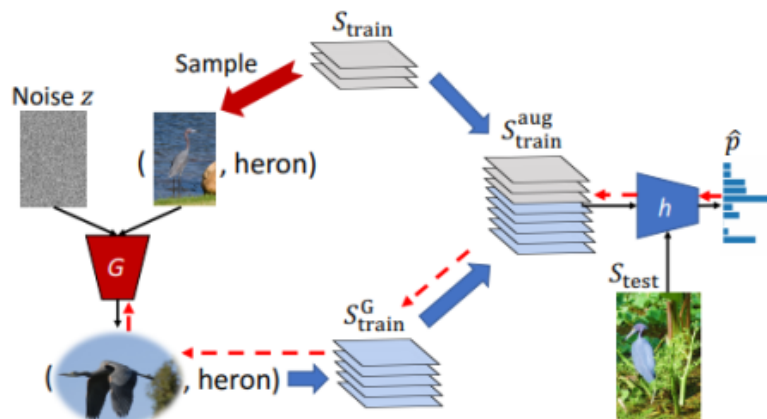 S_train
Sample
Noise z
( , heron)
S_train^aug
p̂
h
G
S_test
S_train^G
( , heron)